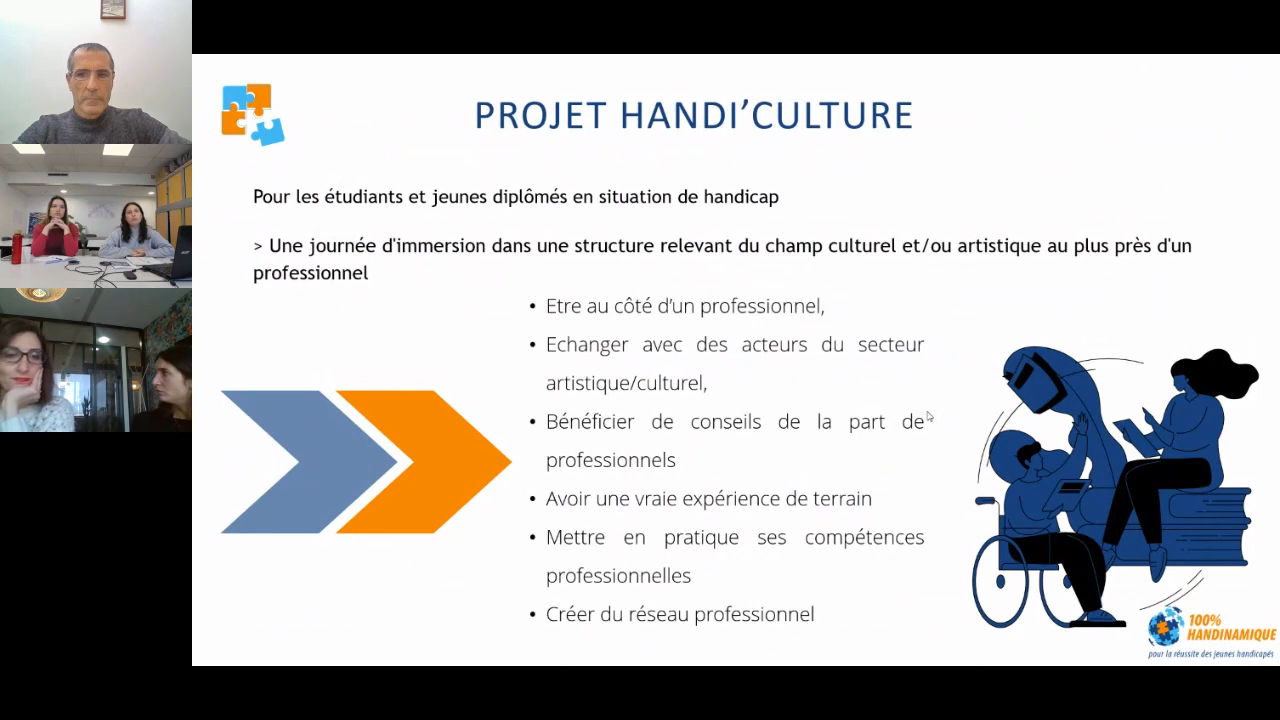 PROJET HANDI’CULTURE
Pour les étudiants et jeunes diplômés en situation de handicap
> Une journée d'immersion dans une structure relevant du champ culturel et/ou artistique au plus près d'un
professionnel
• Etre au côté d’un professionnel,
• Echanger avec des acteurs du secteur
artistique/culturel,
• Bénéficier de conseils de la part de
professionnels
• Avoir une vraie expérience de terrain
• Mettre en pratique ses compétences
professionnelles
• Créer du réseau professionnel
100%
HANDINAMIQUE
pour la réussite des jeunes handicapés